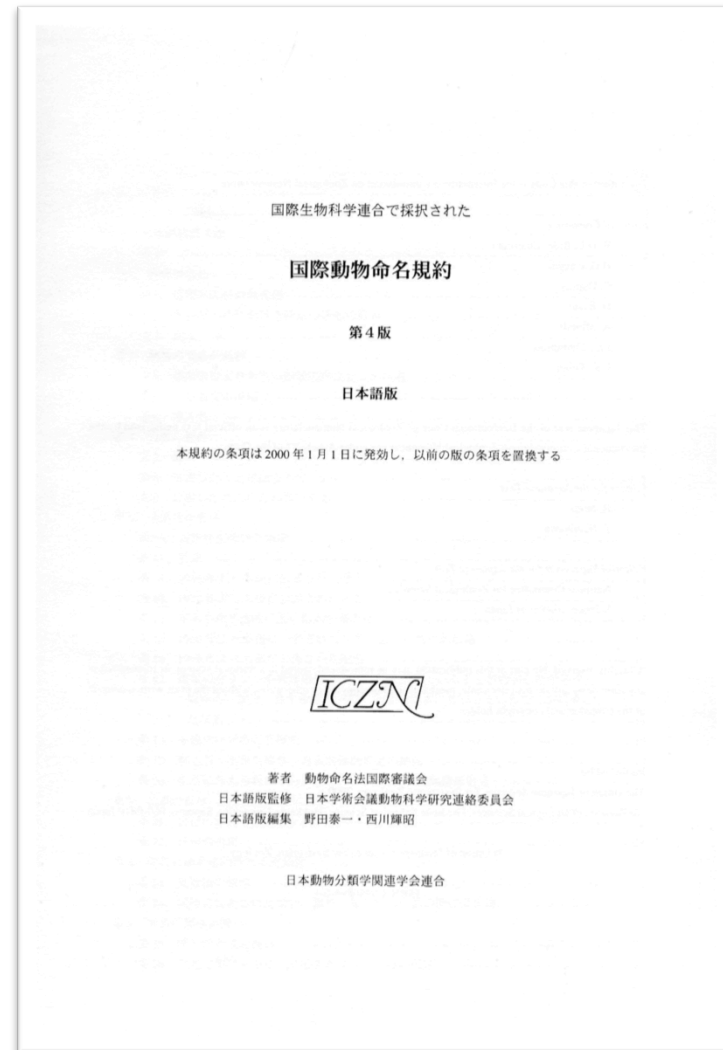 国際生物科学連合で採択された
国際動物命名規約
第4版
日本語版
本規約の条項は2000年1月1日に発効し，以前の版の条項を置換する
ICZN
著者 動物命名法国際審議会
日本語版監修 日本学術会議動物科学研究連絡委員会
日本語版編集 野田泰一・西川輝昭
日本動物分類学関連学会連合